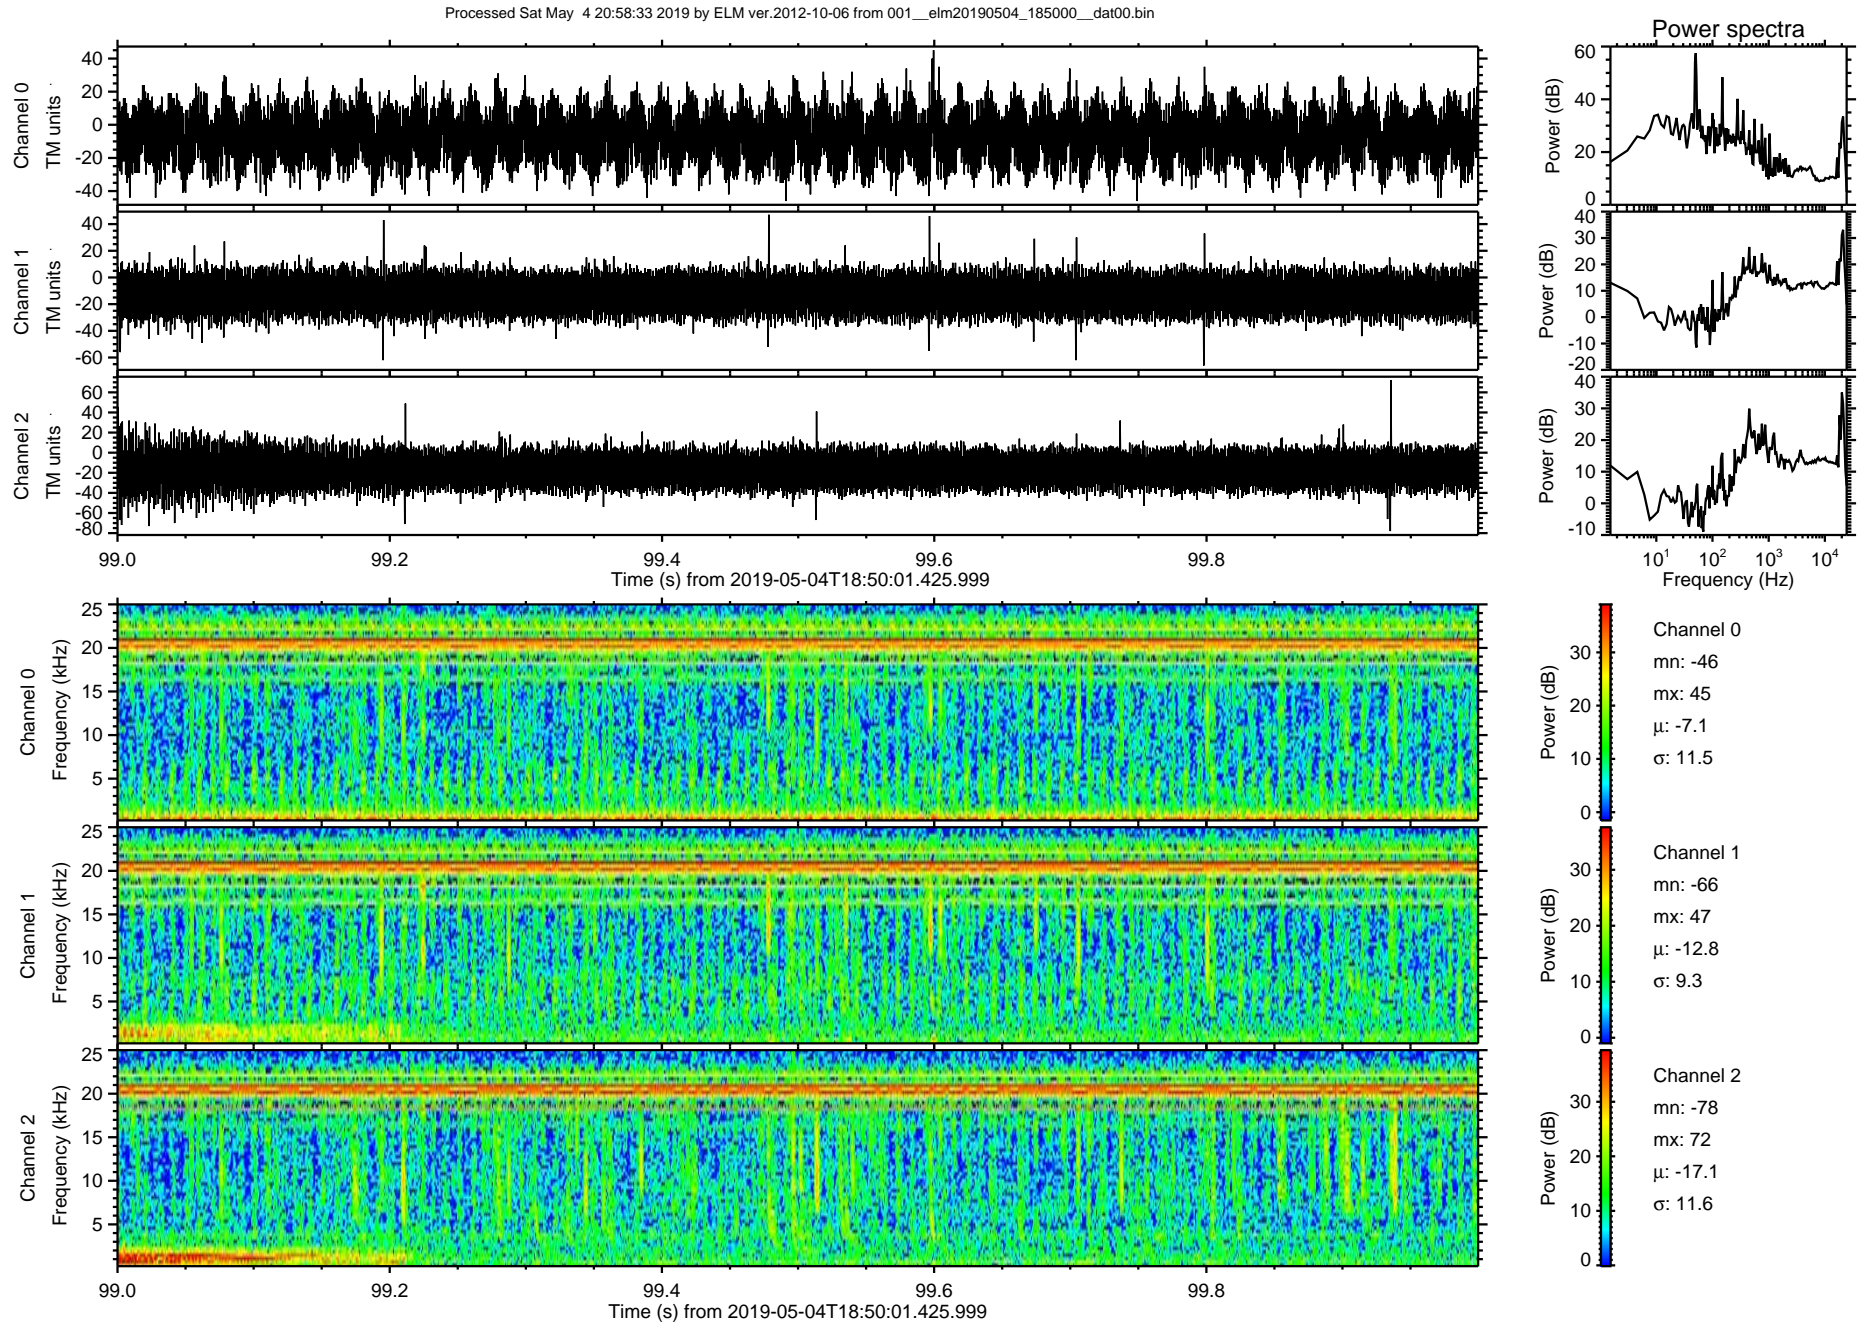 Processed Sat May  4 20:58:33 2019 by ELM ver.2012-10-06 from 001__elm20190504_185000__dat00.bin
Power spectra
Channel 0
TM units
40
20
0
-20
-40
Power (dB)
60
40
20
0
Channel 1
TM units
40
20
0
-20
-40
-60
Power (dB)
40
30
20
10
0
-10
-20
Channel 2
TM units
60
40
20
0
-20
-40
-60
-80
Power (dB)
40
30
20
10
0
-10
99.0 99.2 99.4 99.6 99.8
Time (s) from 2019-05-04T18:50:01.425.999
10¹ 10² 10³ 10⁴
Frequency (Hz)
Channel 0
Frequency (kHz)
25
20
15
10
5
Power (dB)
30
20
10
0
Channel 0
mn: -46
mx: 45
μ: -7.1
σ: 11.5
Channel 1
Frequency (kHz)
25
20
15
10
5
Power (dB)
30
20
10
0
Channel 1
mn: -66
mx: 47
μ: -12.8
σ: 9.3
Channel 2
Frequency (kHz)
25
20
15
10
5
Power (dB)
30
20
10
0
Channel 2
mn: -78
mx: 72
μ: -17.1
σ: 11.6
99.0 99.2 99.4 99.6 99.8
Time (s) from 2019-05-04T18:50:01.425.999